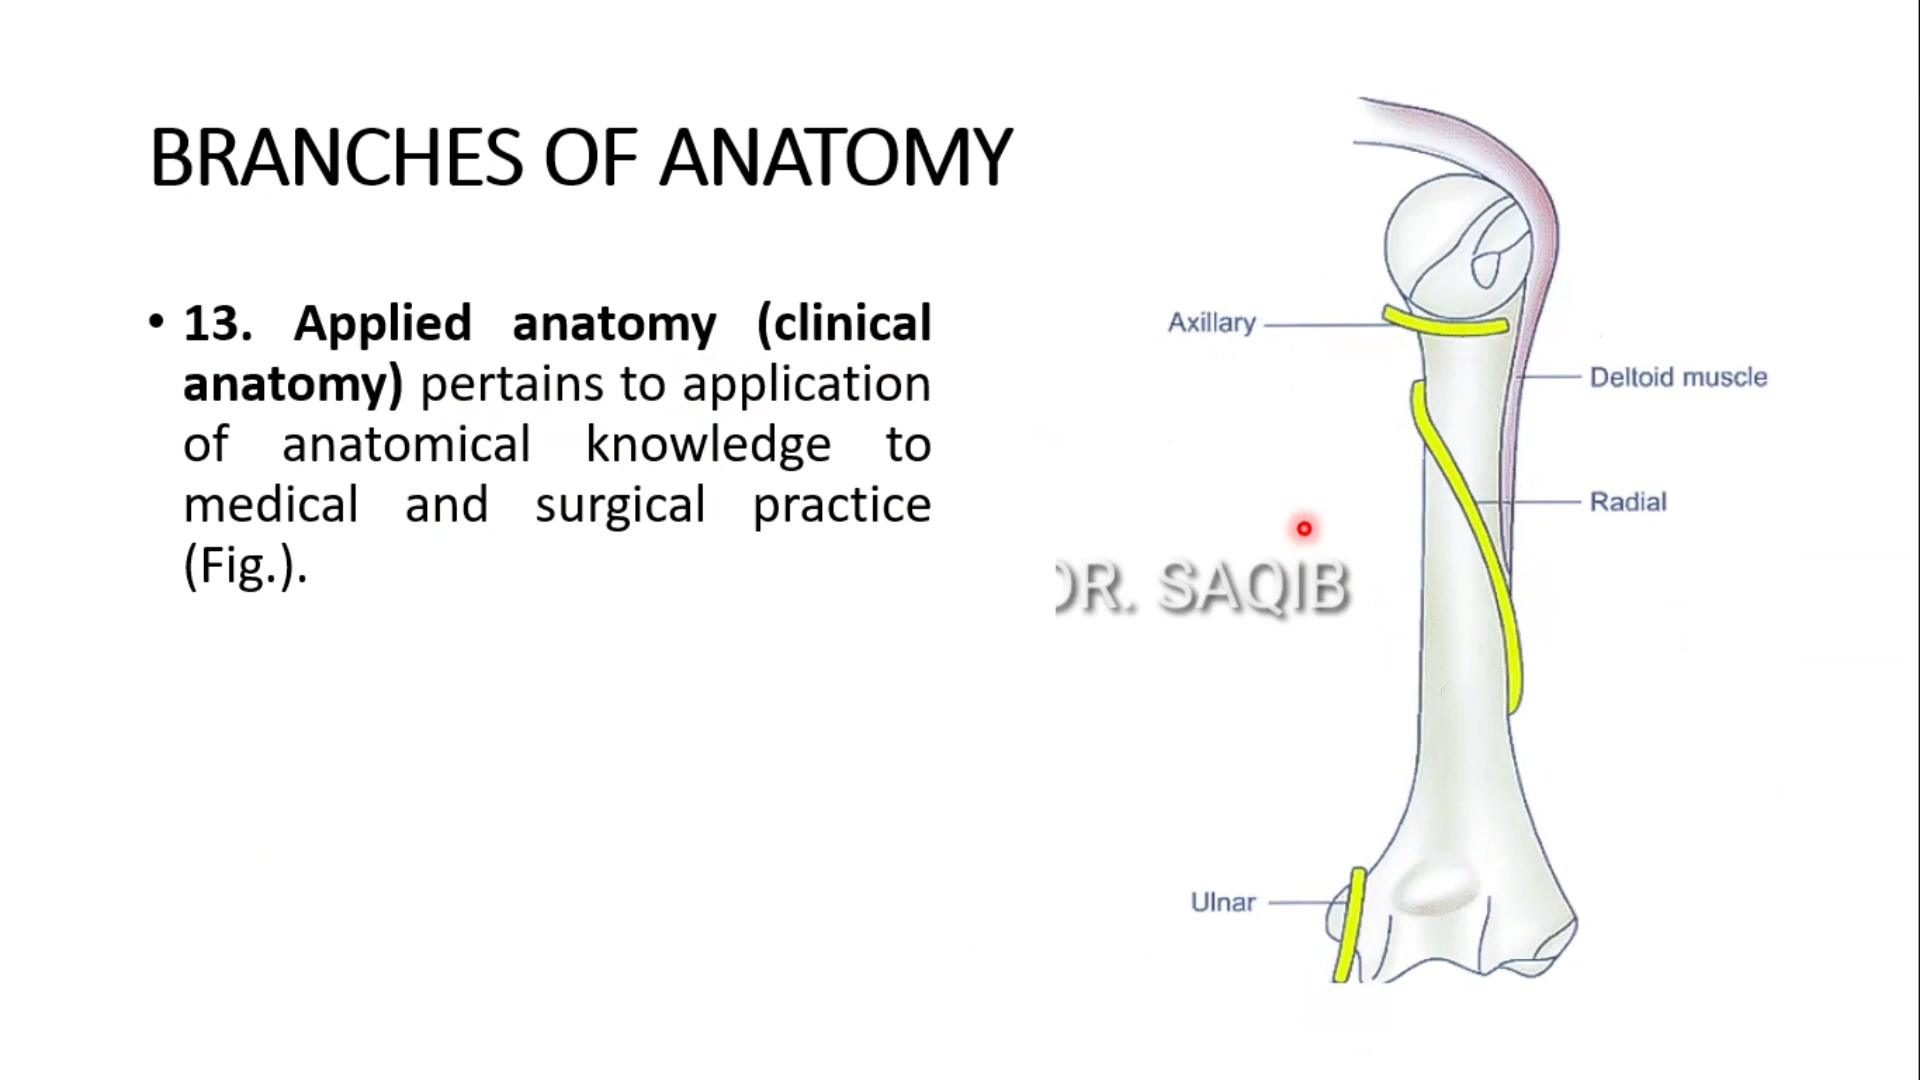 BRANCHES OF ANATOMY
• 13. Applied anatomy (clinical
anatomy) pertains to application
of anatomical knowledge to
medical and surgical practice
(Fig.).
Axillary
Deltoid muscle
Radial
DR. SAQIB
Ulnar